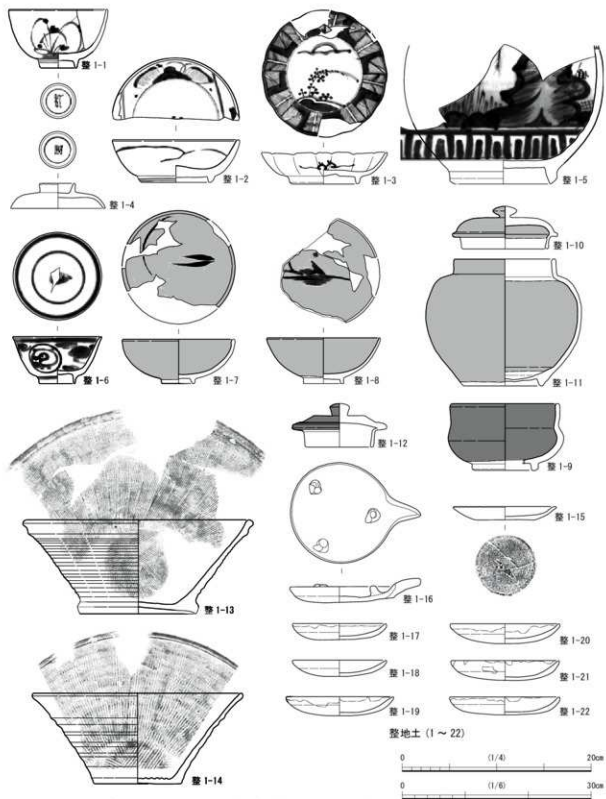 整 1-1
整 1-2
整 1-3
整 1-5
整 1-4
整 1-10
整 1-6
整 1-7
整 1-8
整 1-11
整 1-12
整 1-9
整 1-15
整 1-13
整 1-16
整 1-17
整 1-20
整 1-18
整 1-21
整 1-19
整 1-22
整地土 (1 ~ 22)
整 1-14
0 (1/4) 20cm
0 (1/6) 30cm